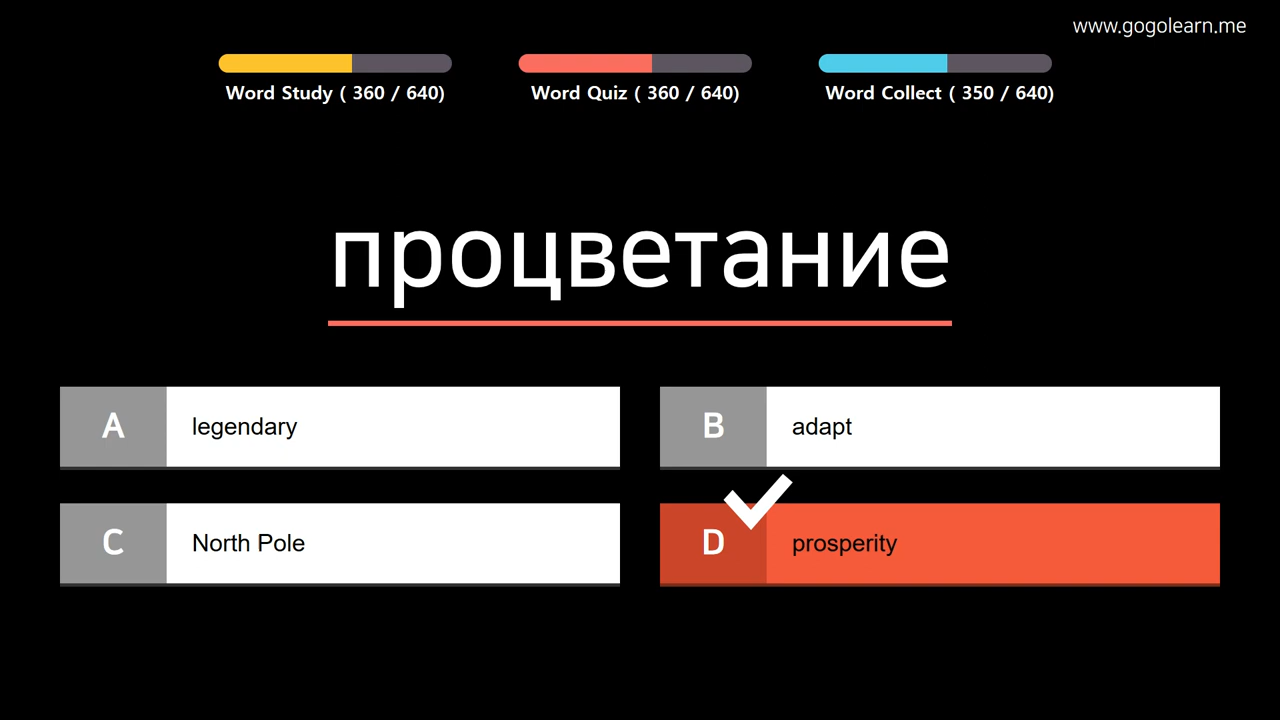 www.gogolearn.me
Word Study ( 360 / 640)
Word Quiz ( 360 / 640)
Word Collect ( 350 / 640)
процветание
A legendary
B adapt
C North Pole
D prosperity